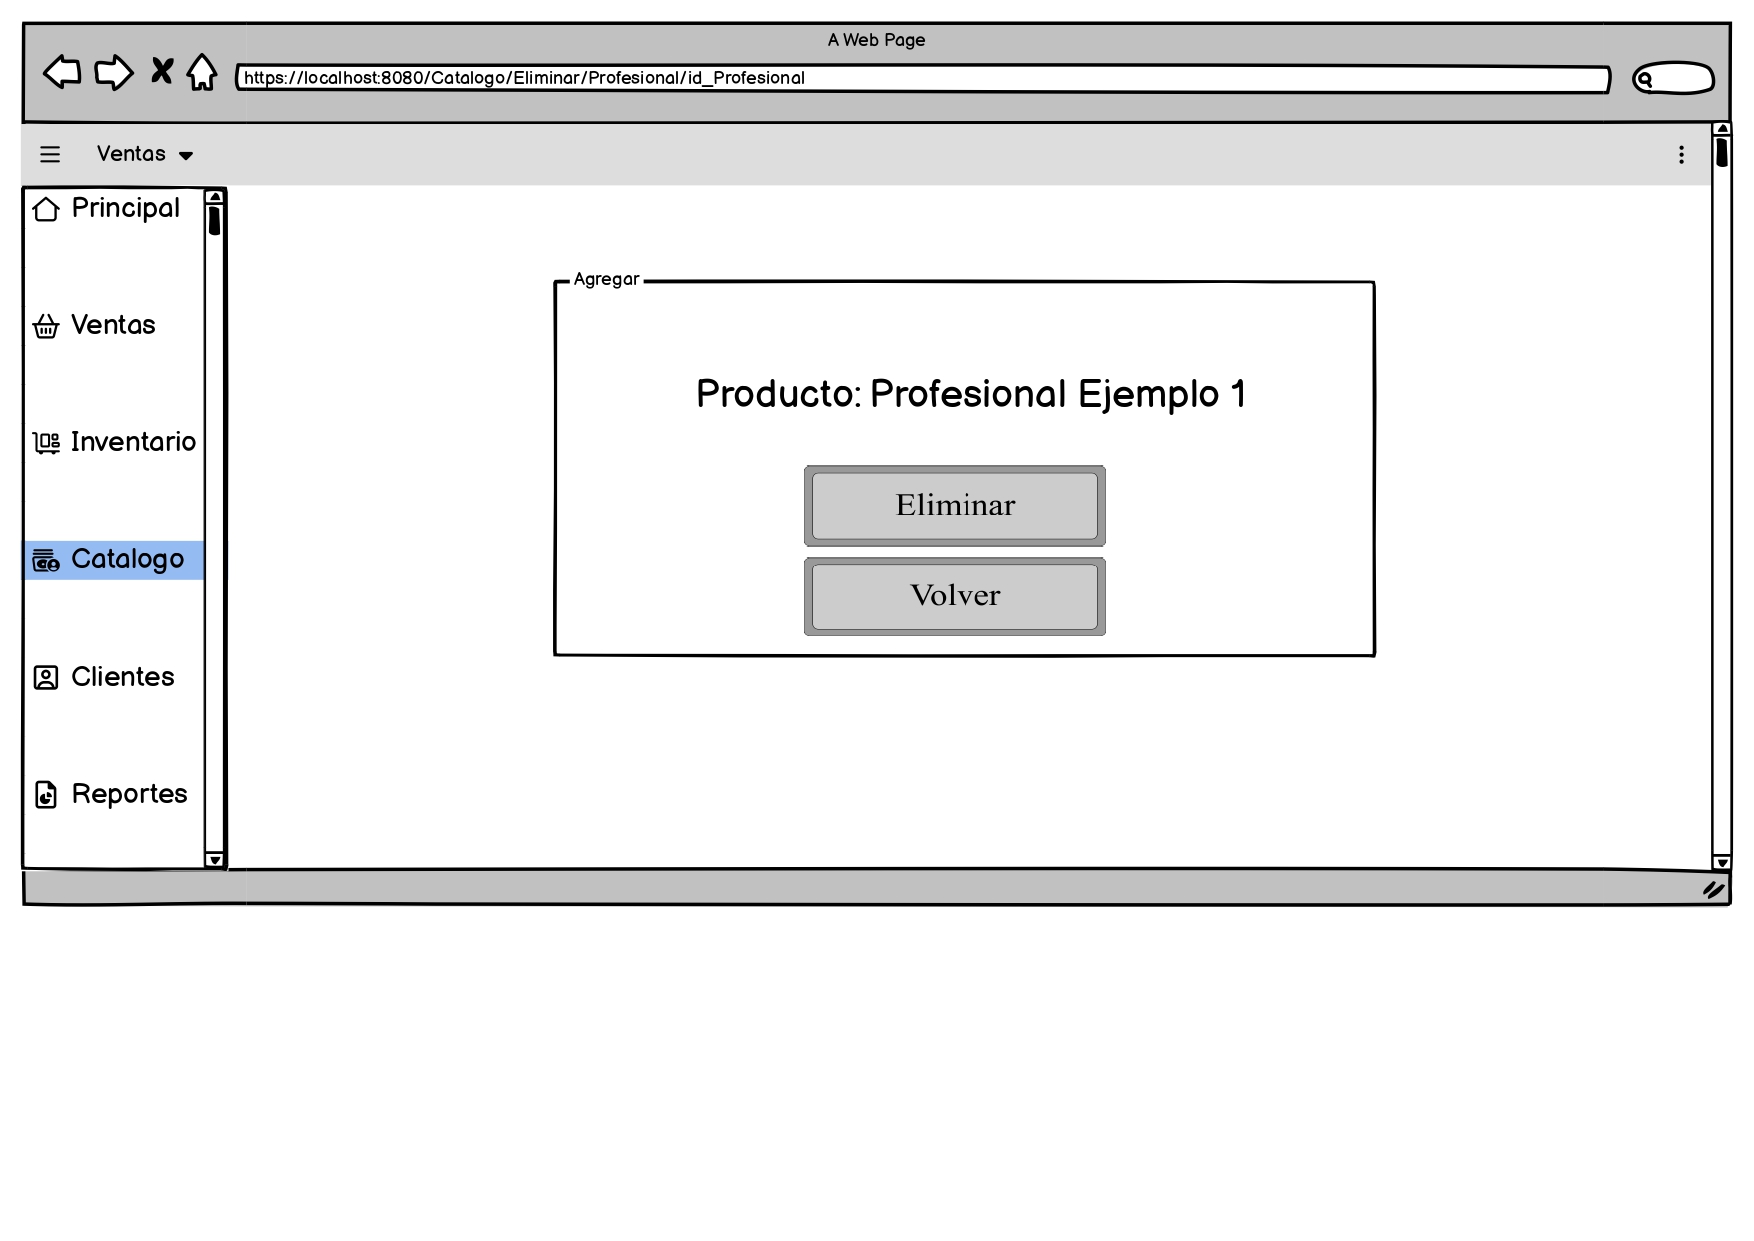 A Web Page
https://localhost:8080/Catalogo/Eliminar/Profesional/id_Profesional
Ventas
Principal
Ventas
Inventario
Catalogo
Clientes
Reportes
Agregar
Producto: Profesional Ejemplo 1
Eliminar
Volver